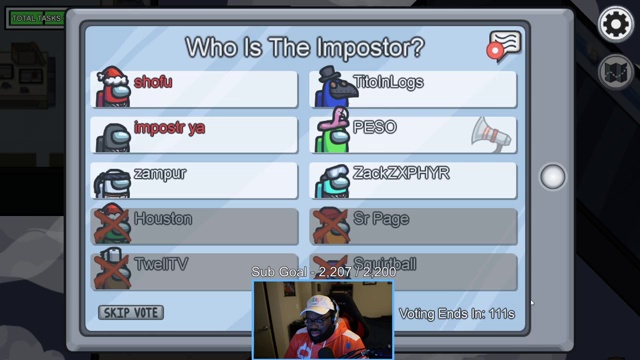 TOTAL TASKS
Who Is The Impostor?
shofu
TitoInLogs
impostr ya
PESO
zampur
ZackZXPHYR
Houston
Sr Page
TwellTV
Squidball
Sub Goal - 2,207 / 2,200
SKIP VOTE
Voting Ends In: 111s